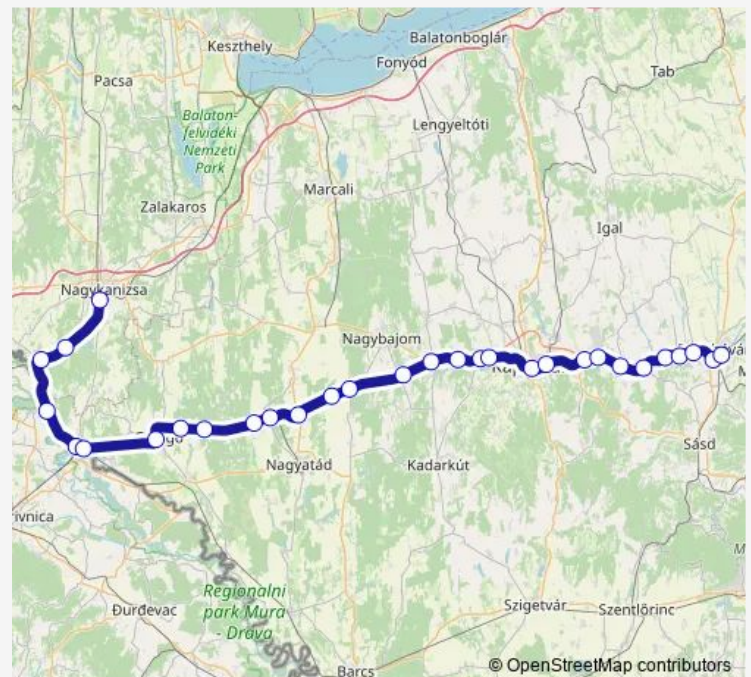 Balatonboglár
Keszthely
Fonyód
Tab
Pacsa
Balaton-
felvidéki
Nemzeti
Park
Lengyeltóti
Marcali
Zalakaros
Igal
Nagykanizsa
Nagybajom
Sásd
Nagyatád
Kadarkút
ivnica
Regionalni
park Mura
- Drava
Đurđevac
Szigetvár
Szentlőrinc
Barcs
© OpenStreetMap contributors